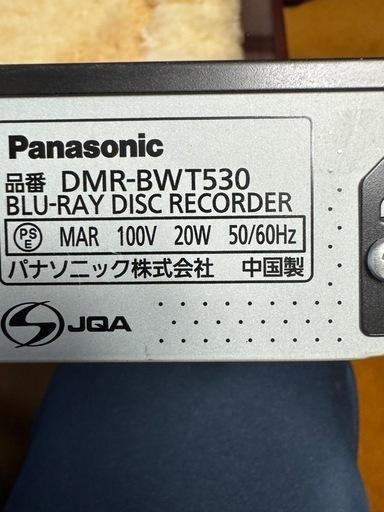 Panasonic
品番 DMR-BWT530
BLU-RAY DISC RECORDER
PSE MAR 100V 20W 50/60Hz
パナソニック株式会社 中国製
JQA